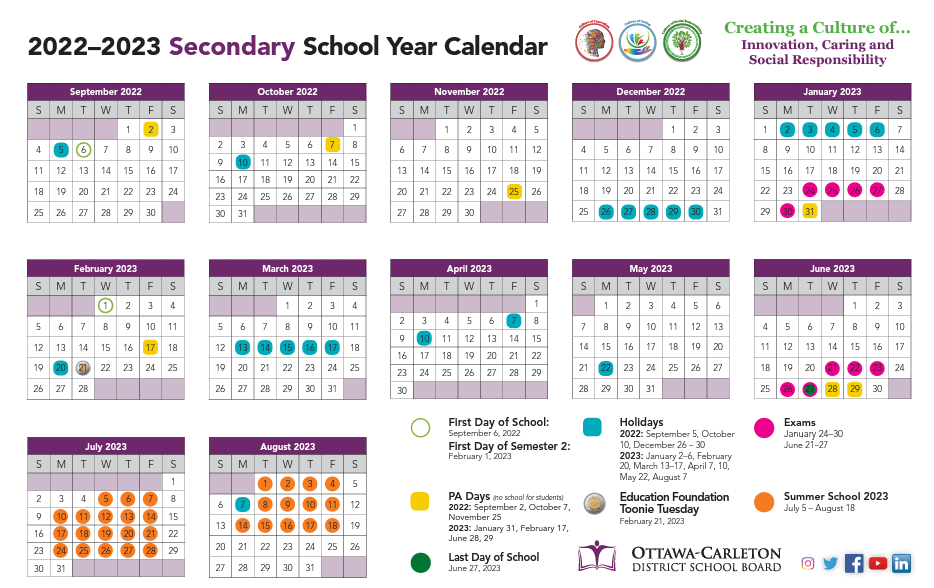 2022–2023 Secondary School Year Calendar
Creating a Culture of...
Innovation, Caring and
Social Responsibility
September 2022
S M T W T F S
1 2 3
4 5 6 7 8 9 10
11 12 13 14 15 16 17
18 19 20 21 22 23 24
25 26 27 28 29 30
October 2022
S M T W T F S
1
2 3 4 5 6 7 8
9 10 11 12 13 14 15
16 17 18 19 20 21 22
23 24 25 26 27 28 29
30 31
November 2022
S M T W T F S
1 2 3 4 5
6 7 8 9 10 11 12
13 14 15 16 17 18 19
20 21 22 23 24 25 26
27 28 29 30
December 2022
S M T W T F S
1 2 3
4 5 6 7 8 9 10
11 12 13 14 15 16 17
18 19 20 21 22 23 24
25 26 27 28 29 30 31
January 2023
S M T W T F S
1 2 3 4 5 6 7
8 9 10 11 12 13 14
15 16 17 18 19 20 21
22 23 24 25 26 27 28
29 30 31
February 2023
S M T W T F S
1 2 3 4
5 6 7 8 9 10 11
12 13 14 15 16 17 18
19 20 21 22 23 24 25
26 27 28
March 2023
S M T W T F S
1 2 3 4
5 6 7 8 9 10 11
12 13 14 15 16 17 18
19 20 21 22 23 24 25
26 27 28 29 30 31
April 2023
S M T W T F S
1
2 3 4 5 6 7 8
9 10 11 12 13 14 15
16 17 18 19 20 21 22
23 24 25 26 27 28 29
30
May 2023
S M T W T F S
1 2 3 4 5 6
7 8 9 10 11 12 13
14 15 16 17 18 19 20
21 22 23 24 25 26 27
28 29 30 31
June 2023
S M T W T F S
1 2 3
4 5 6 7 8 9 10
11 12 13 14 15 16 17
18 19 20 21 22 23 24
25 26 27 28 29 30
July 2023
S M T W T F S
1
2 3 4 5 6 7 8
9 10 11 12 13 14 15
16 17 18 19 20 21 22
23 24 25 26 27 28 29
30 31
August 2023
S M T W T F S
1 2 3 4 5
6 7 8 9 10 11 12
13 14 15 16 17 18 19
20 21 22 23 24 25 26
27 28 29 30 31
First Day of School:
September 6, 2022
First Day of Semester 2:
February 1, 2023
Holidays
2022: September 5, October
10, December 26 – 30
2023: January 2–6, February
20, March 13–17, April 7, 10,
May 22, August 7
Exams
January 24–30
June 21–27
PA Days (no school for students)
2022: September 2, October 7,
November 25
2023: January 31, February 17,
June 28, 29
Education Foundation
Toonie Tuesday
February 21, 2023
Summer School 2023
July 5 – August 18
Last Day of School
June 27, 2023
OTTAWA-CARLETON
DISTRICT SCHOOL BOARD